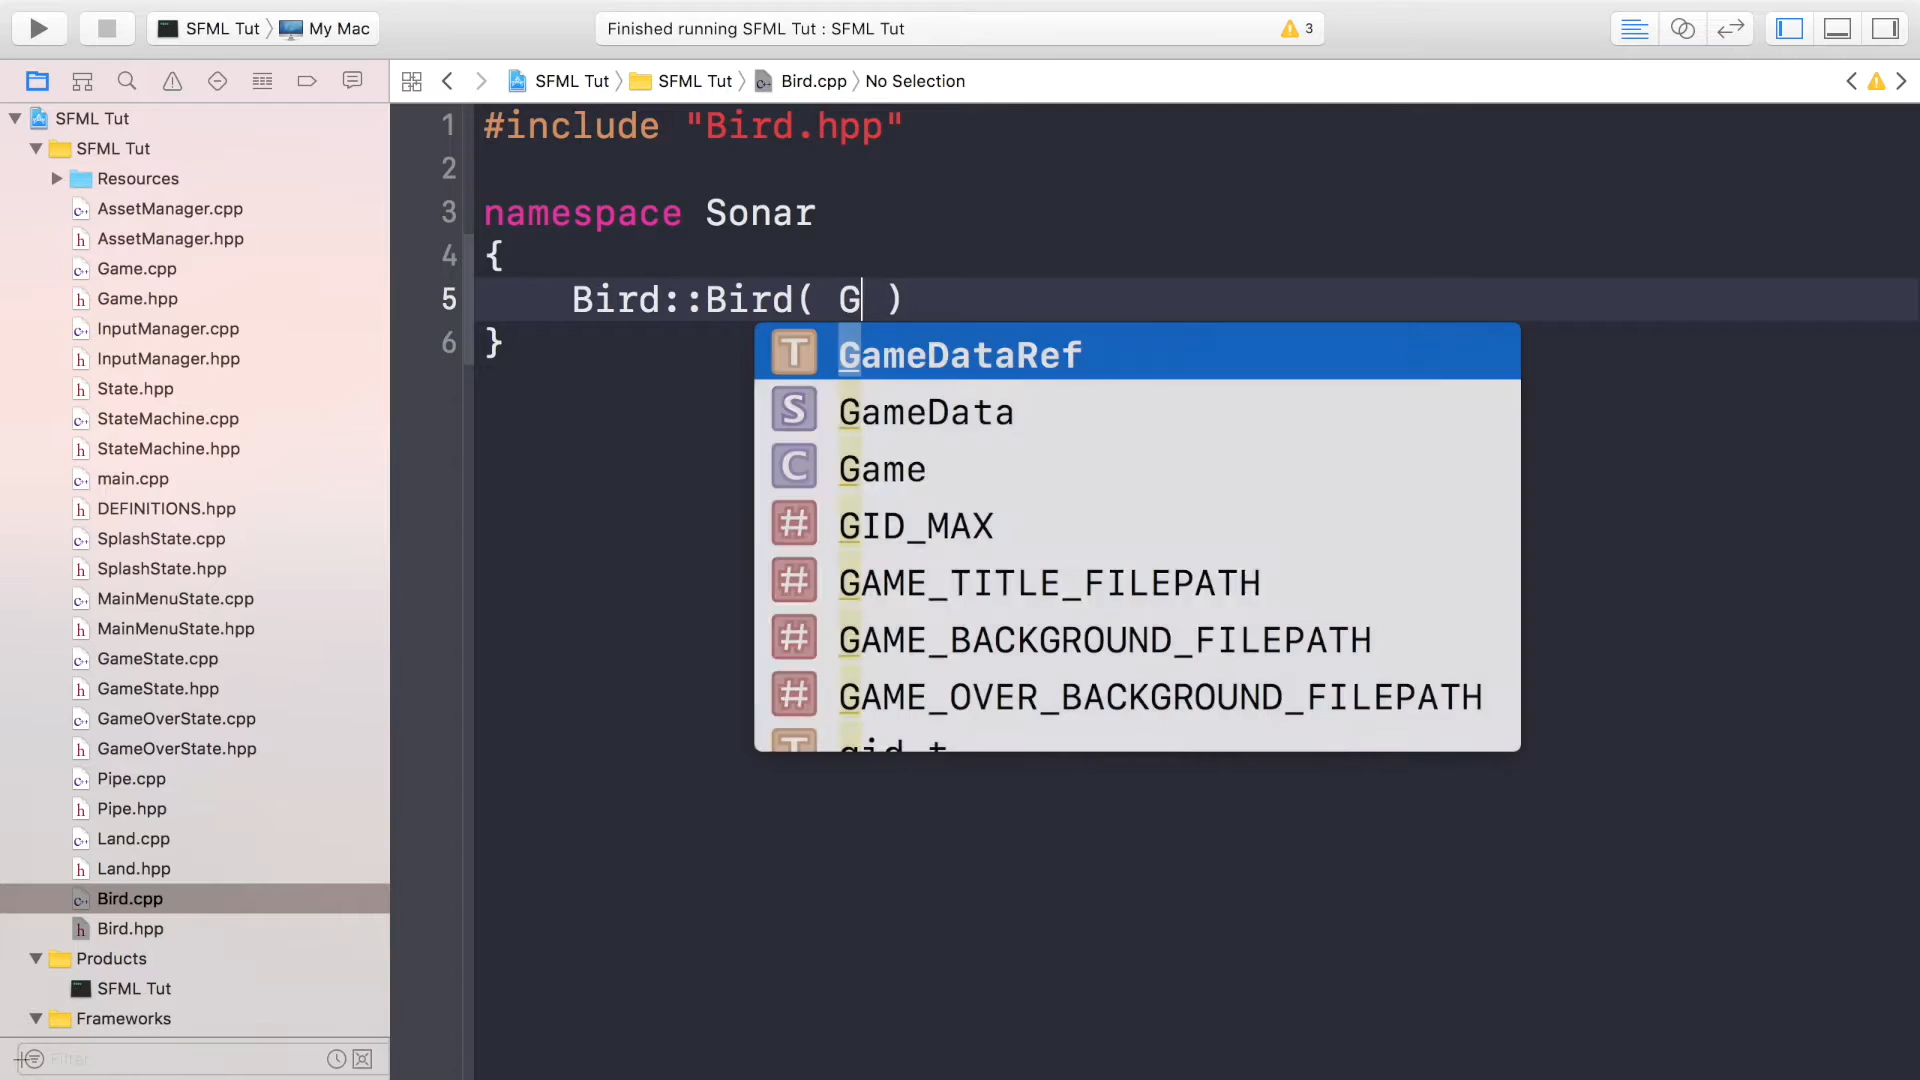 SFML Tut My Mac Finished running SFML Tut : SFML Tut 3
SFML Tut SFML Tut Bird.cpp No Selection
SFML Tut
SFML Tut
Resources
AssetManager.cpp
AssetManager.hpp
Game.cpp
Game.hpp
InputManager.cpp
InputManager.hpp
State.hpp
StateMachine.cpp
StateMachine.hpp
main.cpp
DEFINITIONS.hpp
SplashState.cpp
SplashState.hpp
MainMenuState.cpp
MainMenuState.hpp
GameState.cpp
GameState.hpp
GameOverState.cpp
GameOverState.hpp
Pipe.cpp
Pipe.hpp
Land.cpp
Land.hpp
Bird.cpp
Bird.hpp
Products
SFML Tut
Frameworks
Filter
1 #include "Bird.hpp"
2
3 namespace Sonar
4 {
5 Bird::Bird( G )
6 }
T GameDataRef
S GameData
C Game
# GID_MAX
# GAME_TITLE_FILEPATH
# GAME_BACKGROUND_FILEPATH
# GAME_OVER_BACKGROUND_FILEPATH
T gid_t